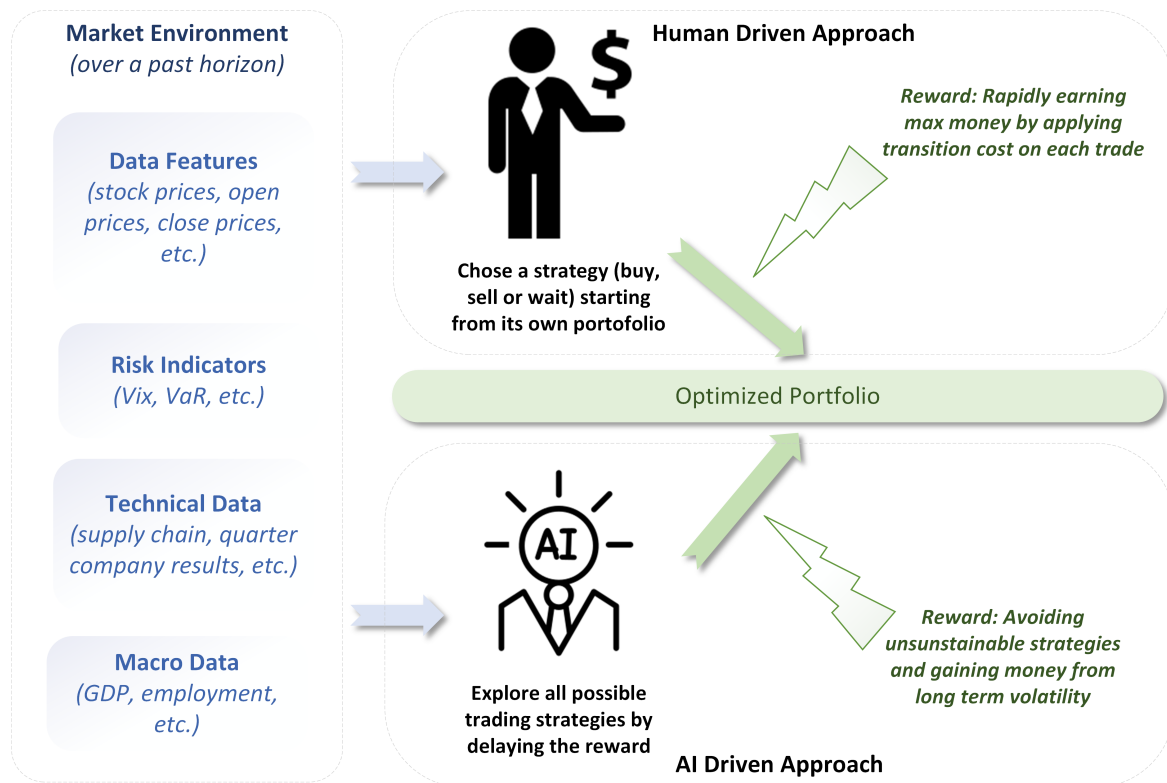 Market Environment
(over a past horizon)
Data Features
(stock prices, open
prices, close prices,
etc.)
Risk Indicators
(Vix, VaR, etc.)
Technical Data
(supply chain, quarter
company results, etc.)
Macro Data
(GDP, employment,
etc.)
Human Driven Approach
$
Reward: Rapidly earning
max money by applying
transition cost on each trade
Chose a strategy (buy,
sell or wait) starting
from its own portofolio
Optimized Portfolio
AI
Explore all possible
trading strategies by
delaying the reward
Reward: Avoiding
unsunstainable strategies
and gaining money from
long term volatility
AI Driven Approach